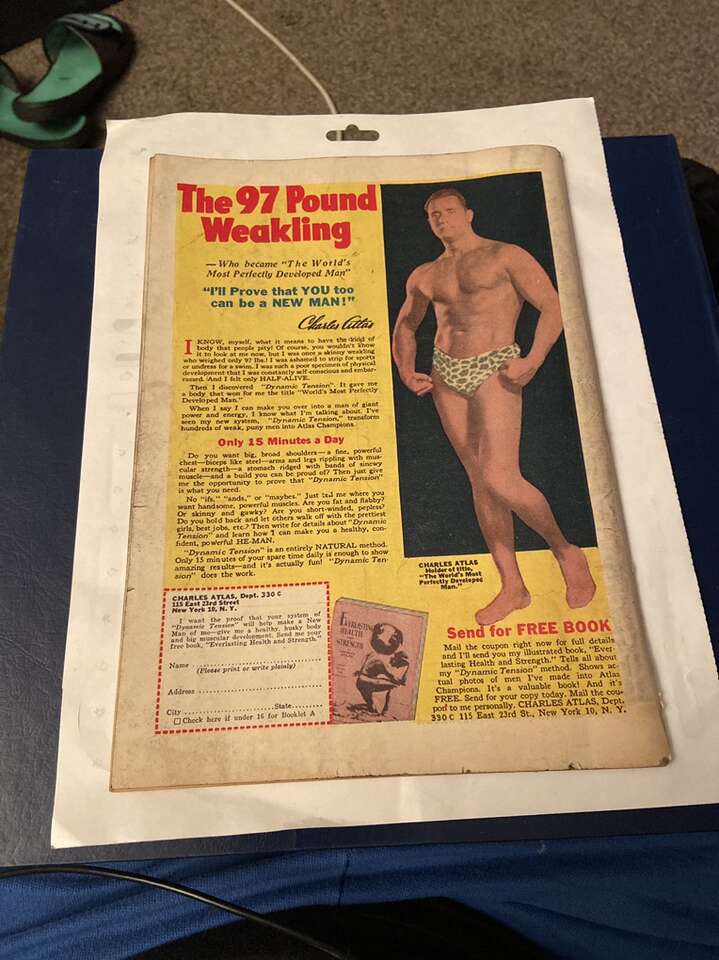 The 97 Pound
Weakling
— Who became "The World's
Most Perfectly Developed Man"
"I'll Prove that YOU too
can be a NEW MAN!"
Charles Atlas
I KNOW, myself, what it means to have the kind of
body that people pity! Of course, you wouldn't know
it to look at me now, but I was once a skinny weakling
who weighed only 97 lbs.! I was ashamed to strip for sports
or undress for a swim. I was such a poor specimen of physical
development that I was constantly self-conscious and embar-
rassed. And I felt only HALF-ALIVE.
Then I discovered "Dynamic Tension". It gave me
a body that won for me the title "World's Most Perfectly
Developed Man."
When I say I can make you over into a man of giant
power and energy, I know what I'm talking about. I've
seen my new system, "Dynamic Tension," transform
hundreds of weak, puny men into Atlas Champions.
Only 15 Minutes a Day
Do you want big, broad shoulders—a fine, powerful
chest—biceps like steel—arms and legs rippling with mus-
cular strength—a stomach ridged with bands of sinewy
muscle—and a build you can be proud of? Then just give
me the opportunity to prove that "Dynamic Tension"
is what you need.
No "ifs," "ands," or "maybes." Just tell me where you
want handsome, powerful muscles. Are you fat and flabby?
Or skinny and gawky? Are you short-winded, pepless?
Do you hold back and let others walk off with the prettiest
girls, best jobs, etc.? Then write for details about "Dynamic
Tension" and learn how I can make you a healthy, con-
fident, powerful HE-MAN.
"Dynamic Tension" is an entirely NATURAL method.
Only 15 minutes of your spare time daily is enough to show
amazing results—and it's actually fun! "Dynamic Ten-
sion" does the work.
CHARLES ATLAS
Holder of title,
"The World's Most
Perfectly Developed
Man."
CHARLES ATLAS, Dept. 330 C
115 East 23rd Street
New York 10, N. Y.
I want the proof that your system of
"Dynamic Tension" will help make a New
Man of me—give me a healthy, husky body
and big muscular development. Send me your
free book, "Everlasting Health and Strength."
Name
(Please print or write plainly)
Address
City State
Check here if under 16 for Booklet A
EVERLASTING
HEALTH
AND
STRENGTH
Send for FREE BOOK
Mail the coupon right now for full details
and I'll send you my illustrated book, "Ever-
lasting Health and Strength." Tells all about
my "Dynamic Tension" method. Shows ac-
tual photos of men I've made into Atlas
Champions. It's a valuable book! And it's
FREE. Send for your copy today. Mail the cou-
pon to me personally. CHARLES ATLAS, Dept.
330 C 115 East 23rd St., New York 10, N. Y.